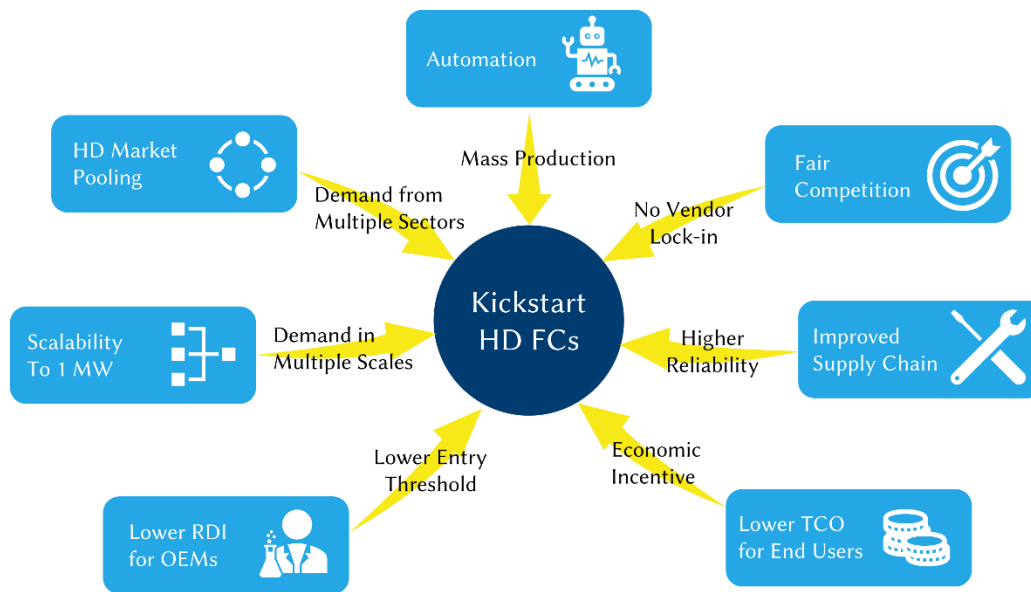 Automation
Mass Production
HD Market
Pooling
Demand from
Multiple Sectors
Fair
Competition
No Vendor
Lock-in
Kickstart
HD FCs
Scalability
To 1 MW
Demand in
Multiple Scales
Higher
Reliability
Improved
Supply Chain
Lower Entry
Threshold
Economic
Incentive
Lower RDI
for OEMs
Lower TCO
for End Users